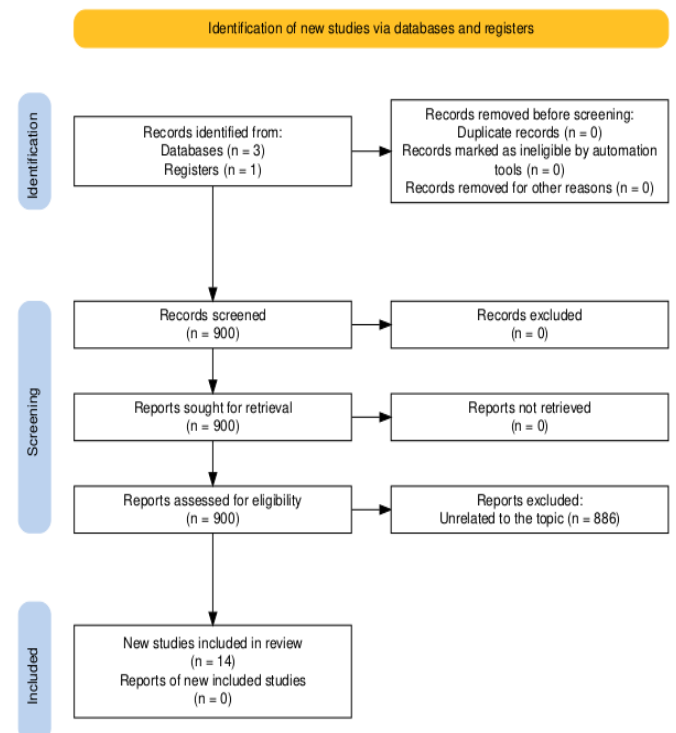 Identification of new studies via databases and registers
Identification
Records identified from:
Databases (n = 3)
Registers (n = 1)
Records removed before screening:
Duplicate records (n = 0)
Records marked as ineligible by automation
tools (n = 0)
Records removed for other reasons (n = 0)
Screening
Records screened
(n = 900)
Records excluded
(n = 0)
Reports sought for retrieval
(n = 900)
Reports not retrieved
(n = 0)
Reports assessed for eligibility
(n = 900)
Reports excluded:
Unrelated to the topic (n = 886)
Included
New studies included in review
(n = 14)
Reports of new included studies
(n = 0)